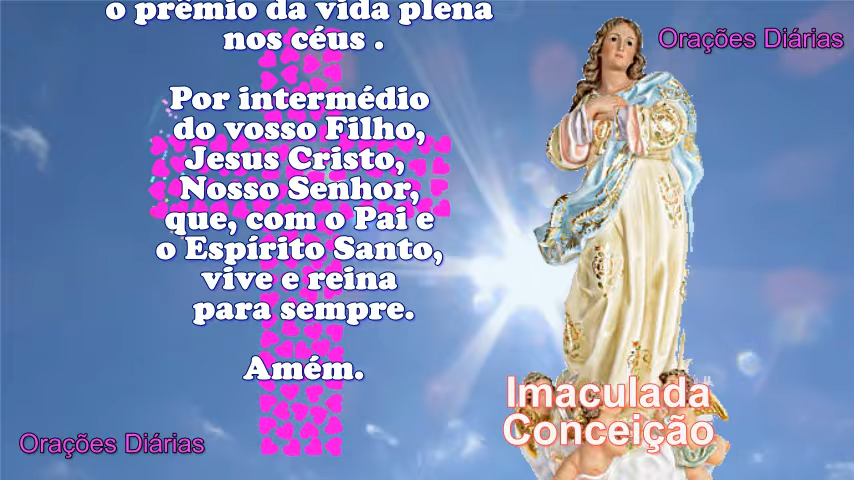 o prêmio da vida plena
nos céus .
Por intermédio
do vosso Filho,
Jesus Cristo,
Nosso Senhor,
que, com o Pai e
o Espírito Santo,
vive e reina
para sempre.
Amém.
Orações Diárias
Imaculada
Conceição
Orações Diárias